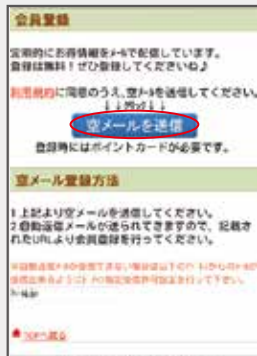 会員登録
定期的にお得情報をﾒｰﾙで配信しています。
登録は無料！ぜひ登録してくださいね♪
利用規約に同意のうえ、空ﾒｰﾙを送信してください。
↓↓ｸﾘｯｸ↓↓
空メールを送信
登録時にはポイントカードが必要です。
空メール登録方法
1 上記より空メールを送信してください。
2 自動返信メールが送られてきますので、記載さ
れたURLより会員登録を行ってください。
TOPへ戻る